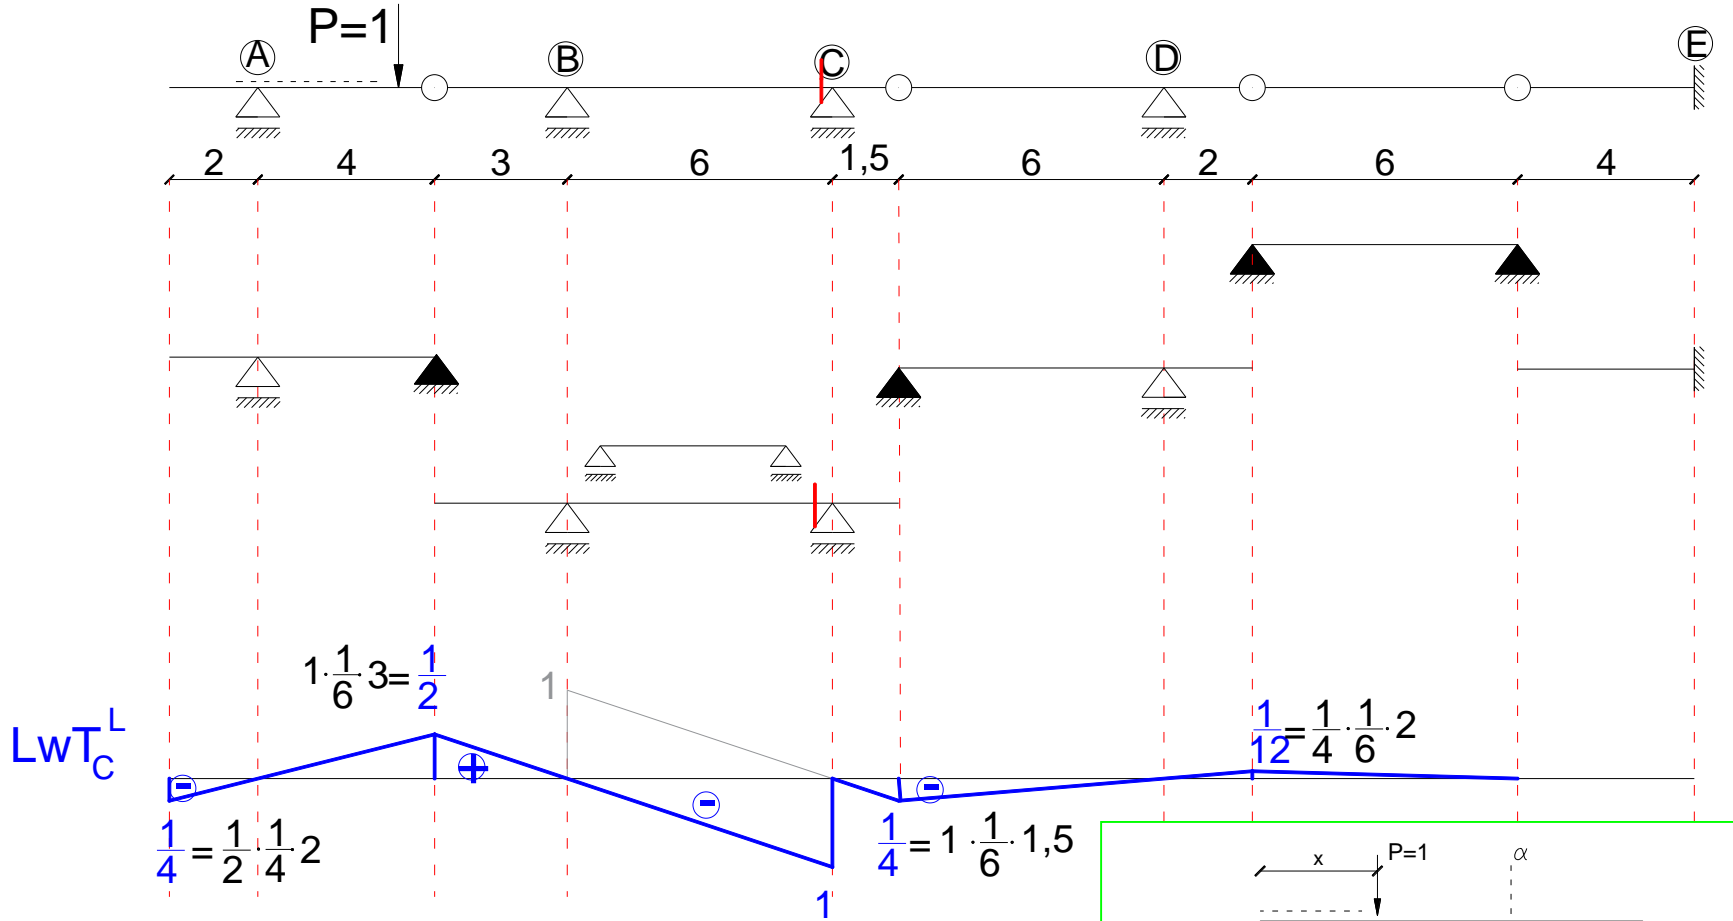 P=1
A B C D E
2 4 3 6 1,5 6 2 6 4
1·1/6·3=1/2
1
LwT_C^L
1/12=1/4·1/6·2
- + - -
1/4=1/2·1/4·2
1/4=1·1/6·1,5
1
x P=1 α